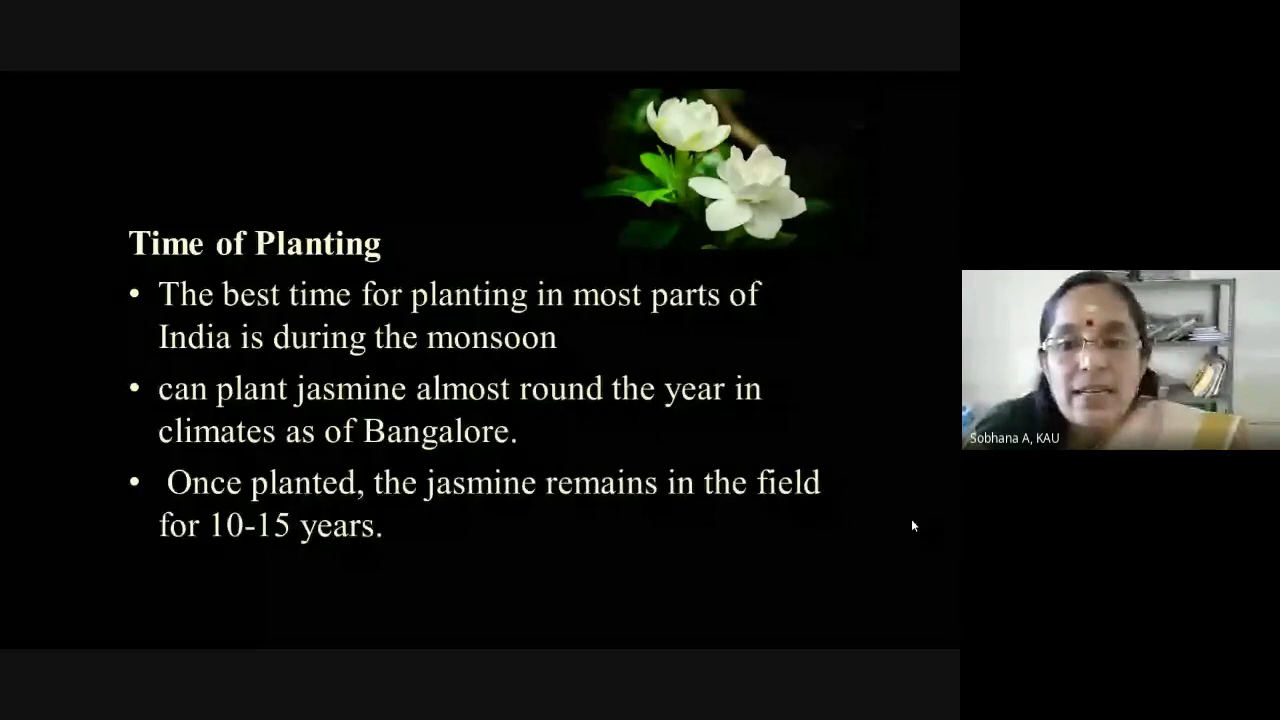 Time of Planting
• The best time for planting in most parts of
India is during the monsoon
• can plant jasmine almost round the year in
climates as of Bangalore.
• Once planted, the jasmine remains in the field
for 10-15 years.
Sobhana A, KAU